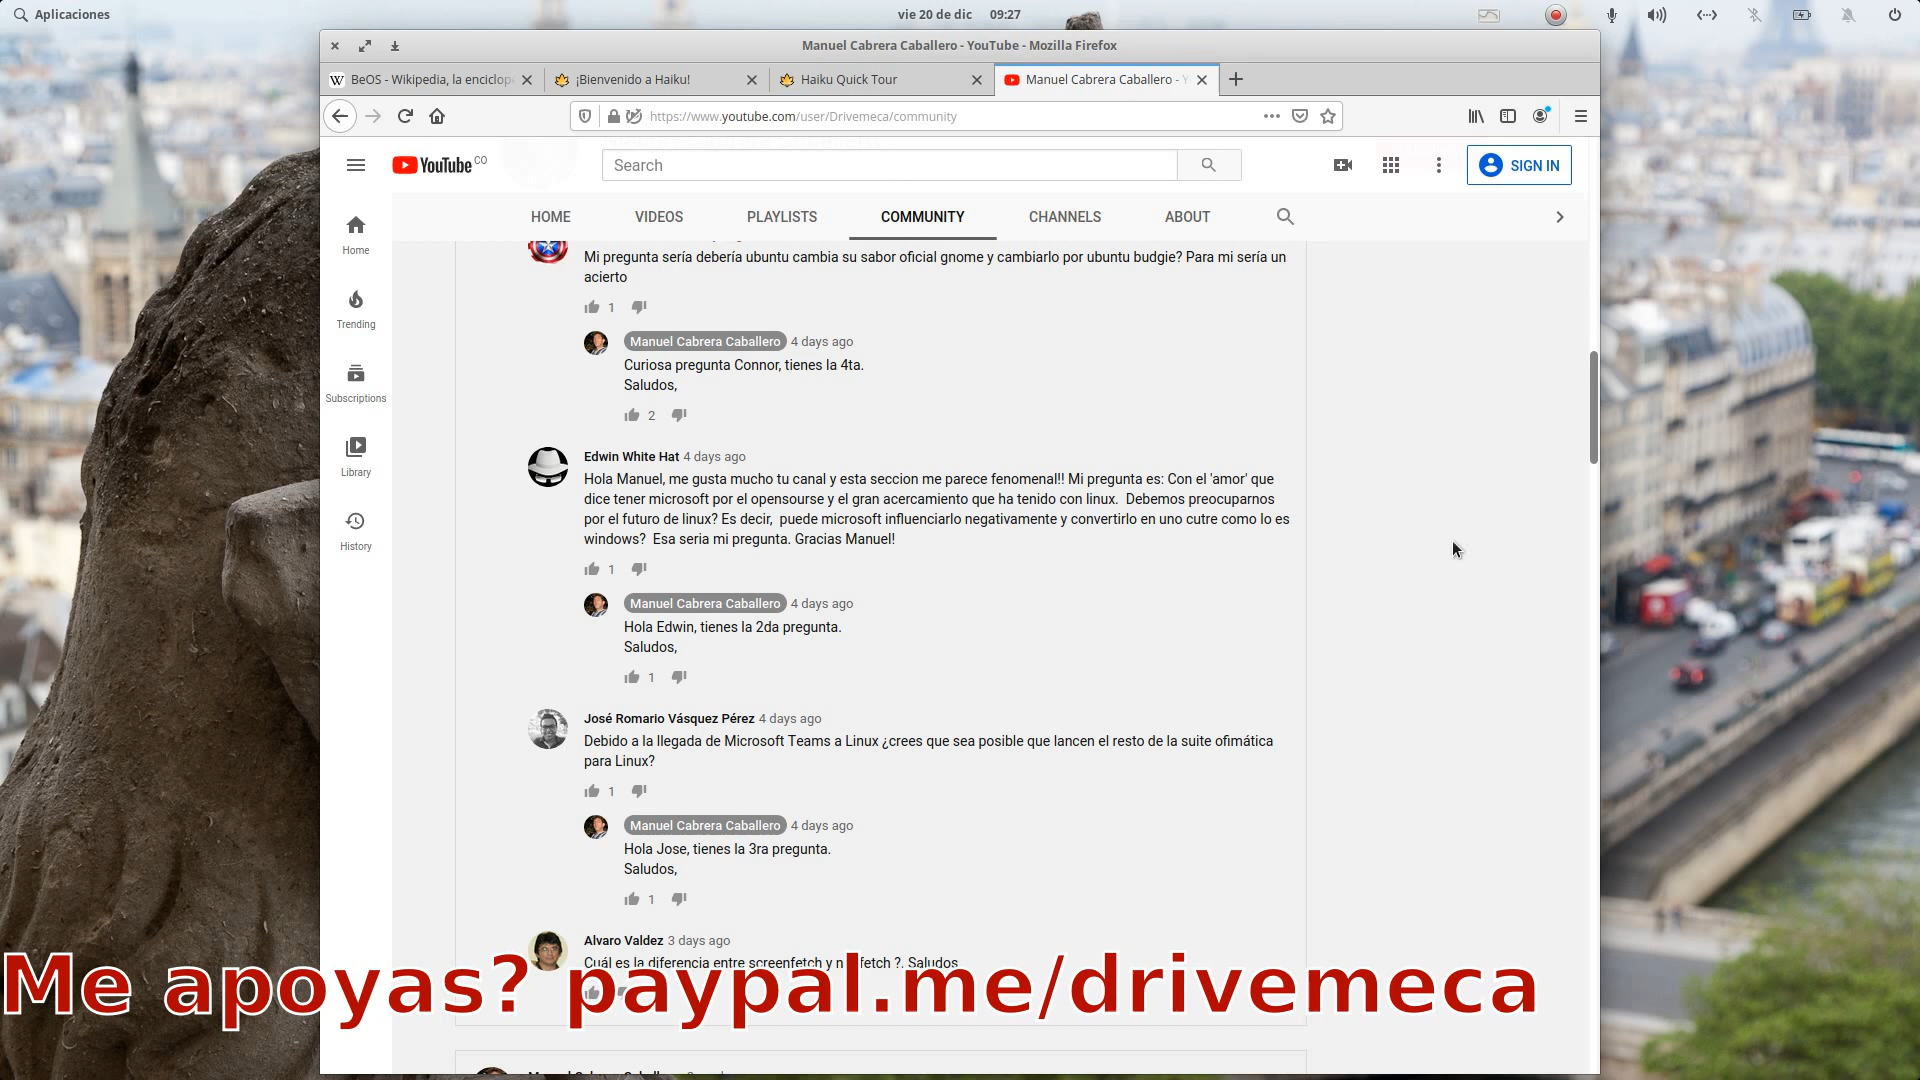 Aplicaciones
vie 20 de dic 09:27
Manuel Cabrera Caballero - YouTube - Mozilla Firefox
BeOS - Wikipedia, la enciclop
¡Bienvenido a Haiku!
Haiku Quick Tour
Manuel Cabrera Caballero - Y
https://www.youtube.com/user/Drivemeca/community
YouTube CO
Search
SIGN IN
HOME
VIDEOS
PLAYLISTS
COMMUNITY
CHANNELS
ABOUT
Home
Trending
Subscriptions
Library
History
Mi pregunta sería debería ubuntu cambia su sabor oficial gnome y cambiarlo por ubuntu budgie? Para mi sería un
acierto
1
Manuel Cabrera Caballero 4 days ago
Curiosa pregunta Connor, tienes la 4ta.
Saludos,
2
Edwin White Hat 4 days ago
Hola Manuel, me gusta mucho tu canal y esta seccion me parece fenomenal!! Mi pregunta es: Con el 'amor' que
dice tener microsoft por el opensourse y el gran acercamiento que ha tenido con linux. Debemos preocuparnos
por el futuro de linux? Es decir, puede microsoft influenciarlo negativamente y convertirlo en uno cutre como lo es
windows? Esa seria mi pregunta. Gracias Manuel!
1
Manuel Cabrera Caballero 4 days ago
Hola Edwin, tienes la 2da pregunta.
Saludos,
1
José Romario Vásquez Pérez 4 days ago
Debido a la llegada de Microsoft Teams a Linux ¿crees que sea posible que lancen el resto de la suite ofimática
para Linux?
1
Manuel Cabrera Caballero 4 days ago
Hola Jose, tienes la 3ra pregunta.
Saludos,
1
Alvaro Valdez 3 days ago
Cuál es la diferencia entre screenfetch y fetch ?. Saludos
Me apoyas? paypal.me/drivemeca